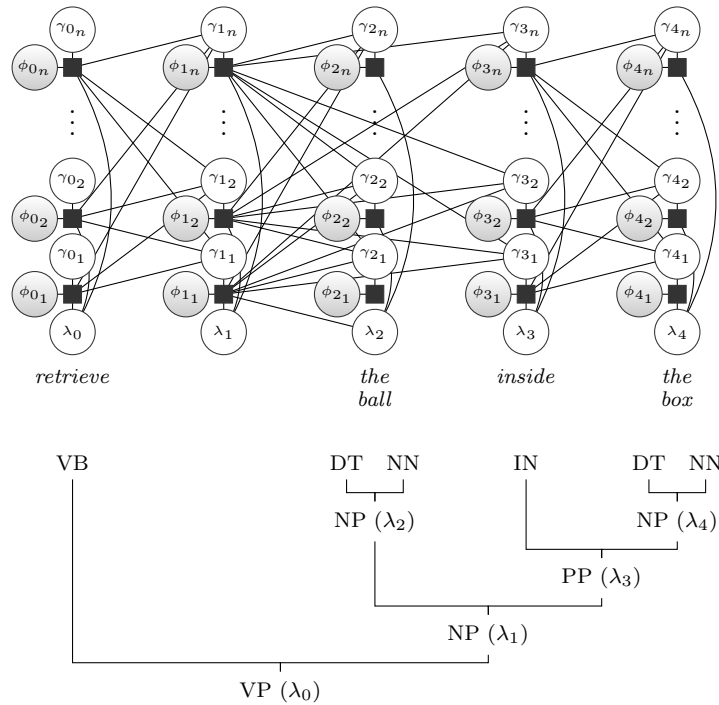 γ0n γ1n γ2n γ3n γ4n
ϕ0n ϕ1n ϕ2n ϕ3n ϕ4n
γ02 γ12 γ22 γ32 γ42
ϕ02 ϕ12 ϕ22 ϕ32 ϕ42
γ01 γ11 γ21 γ31 γ41
ϕ01 ϕ11 ϕ21 ϕ31 ϕ41
λ0 λ1 λ2 λ3 λ4
retrieve the inside the
ball box
VB DT NN IN DT NN
NP (λ2) NP (λ4)
PP (λ3)
NP (λ1)
VP (λ0)